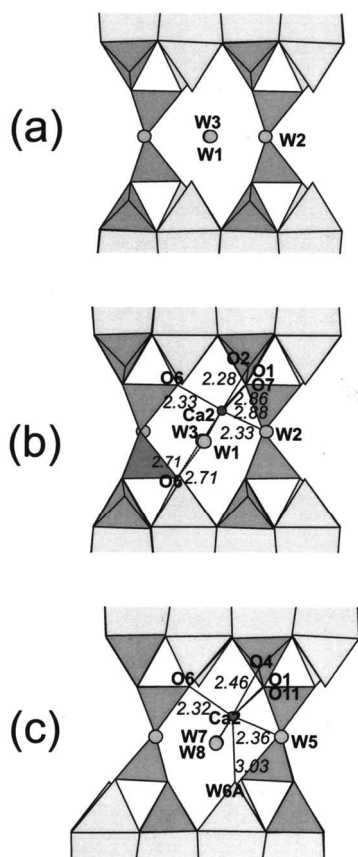 (a)
W3
W1
W2
(b)
O2
O1
O6
2.28
O7
2.33
2.86
Ca2
2.88
W3
2.33
W2
W1
2.71
O5
2.71
(c)
O4
O6
O1
2.46
O11
2.32
Ca2
W7
2.36
W5
W8
3.03
W6A